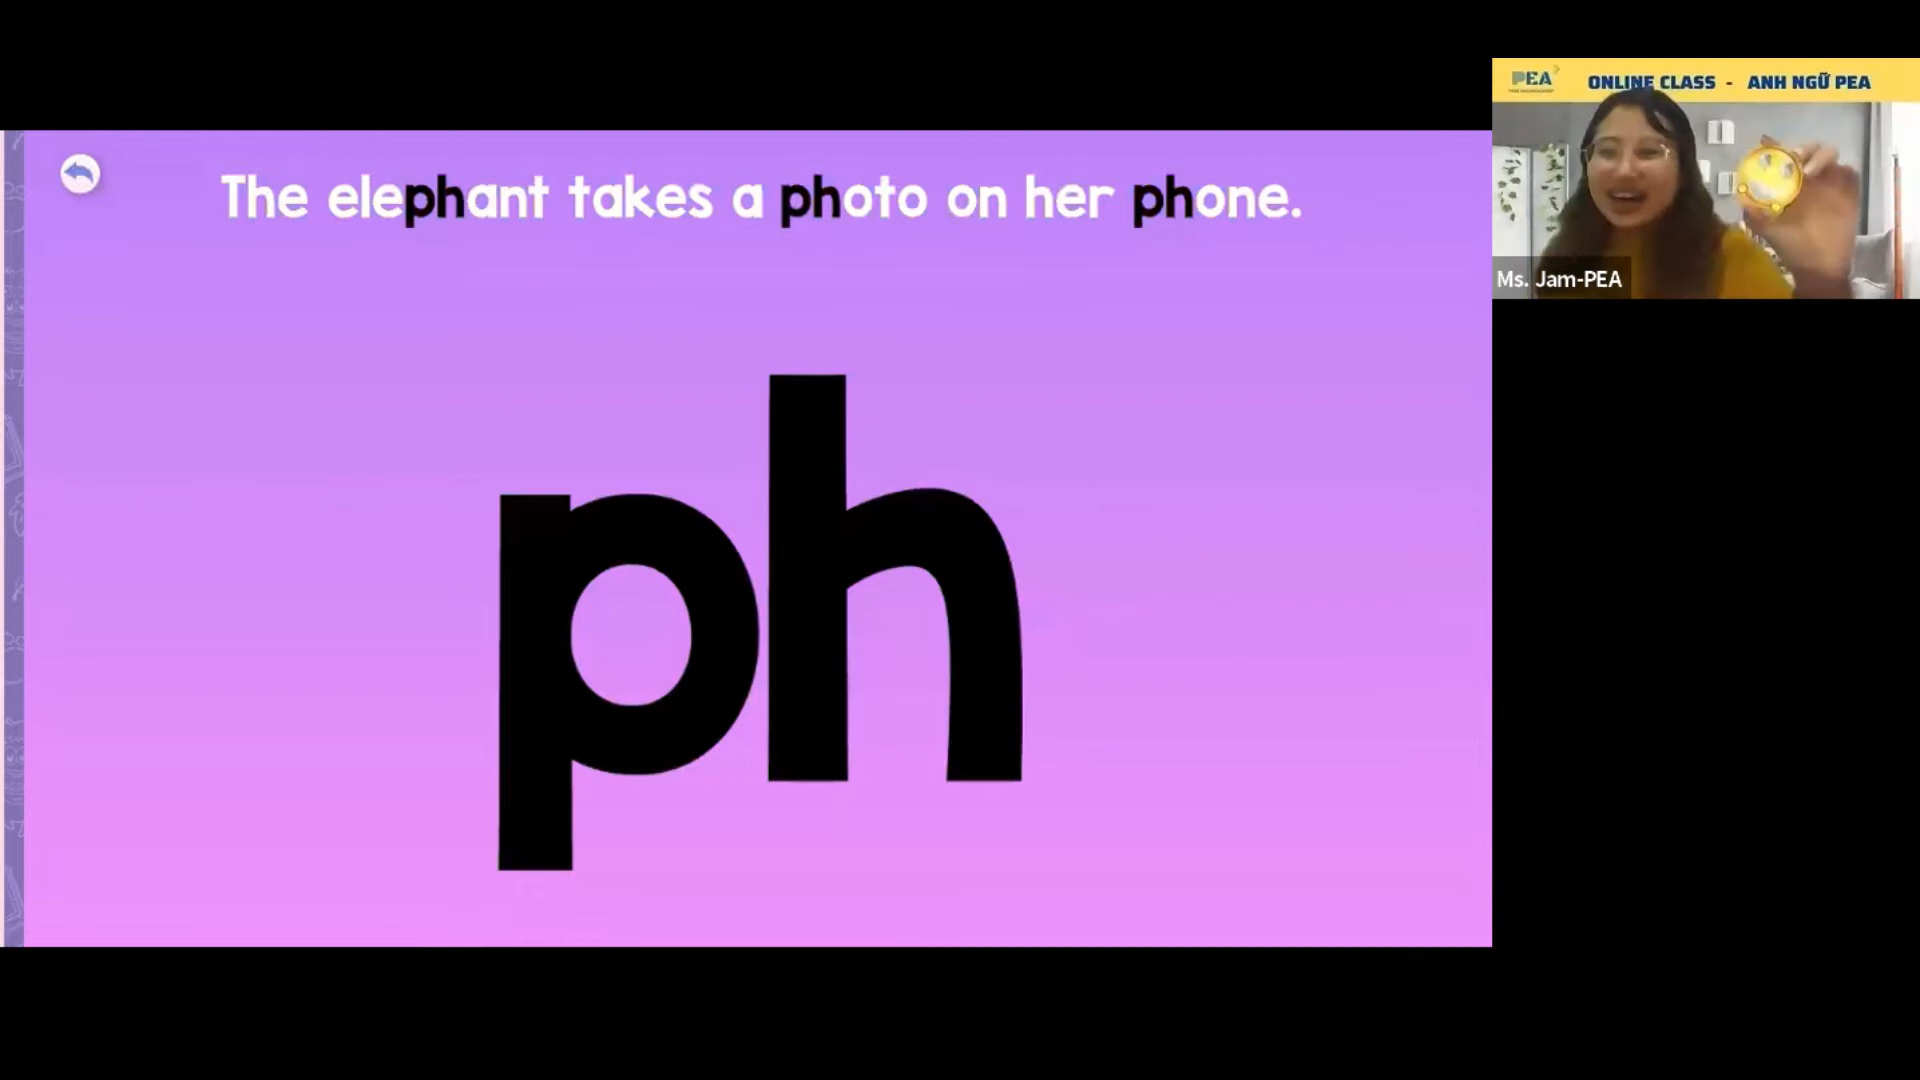 The elephant takes a photo on her phone.
ph
PEA
ONLINE CLASS - ANH NGỮ PEA
Ms. Jam-PEA